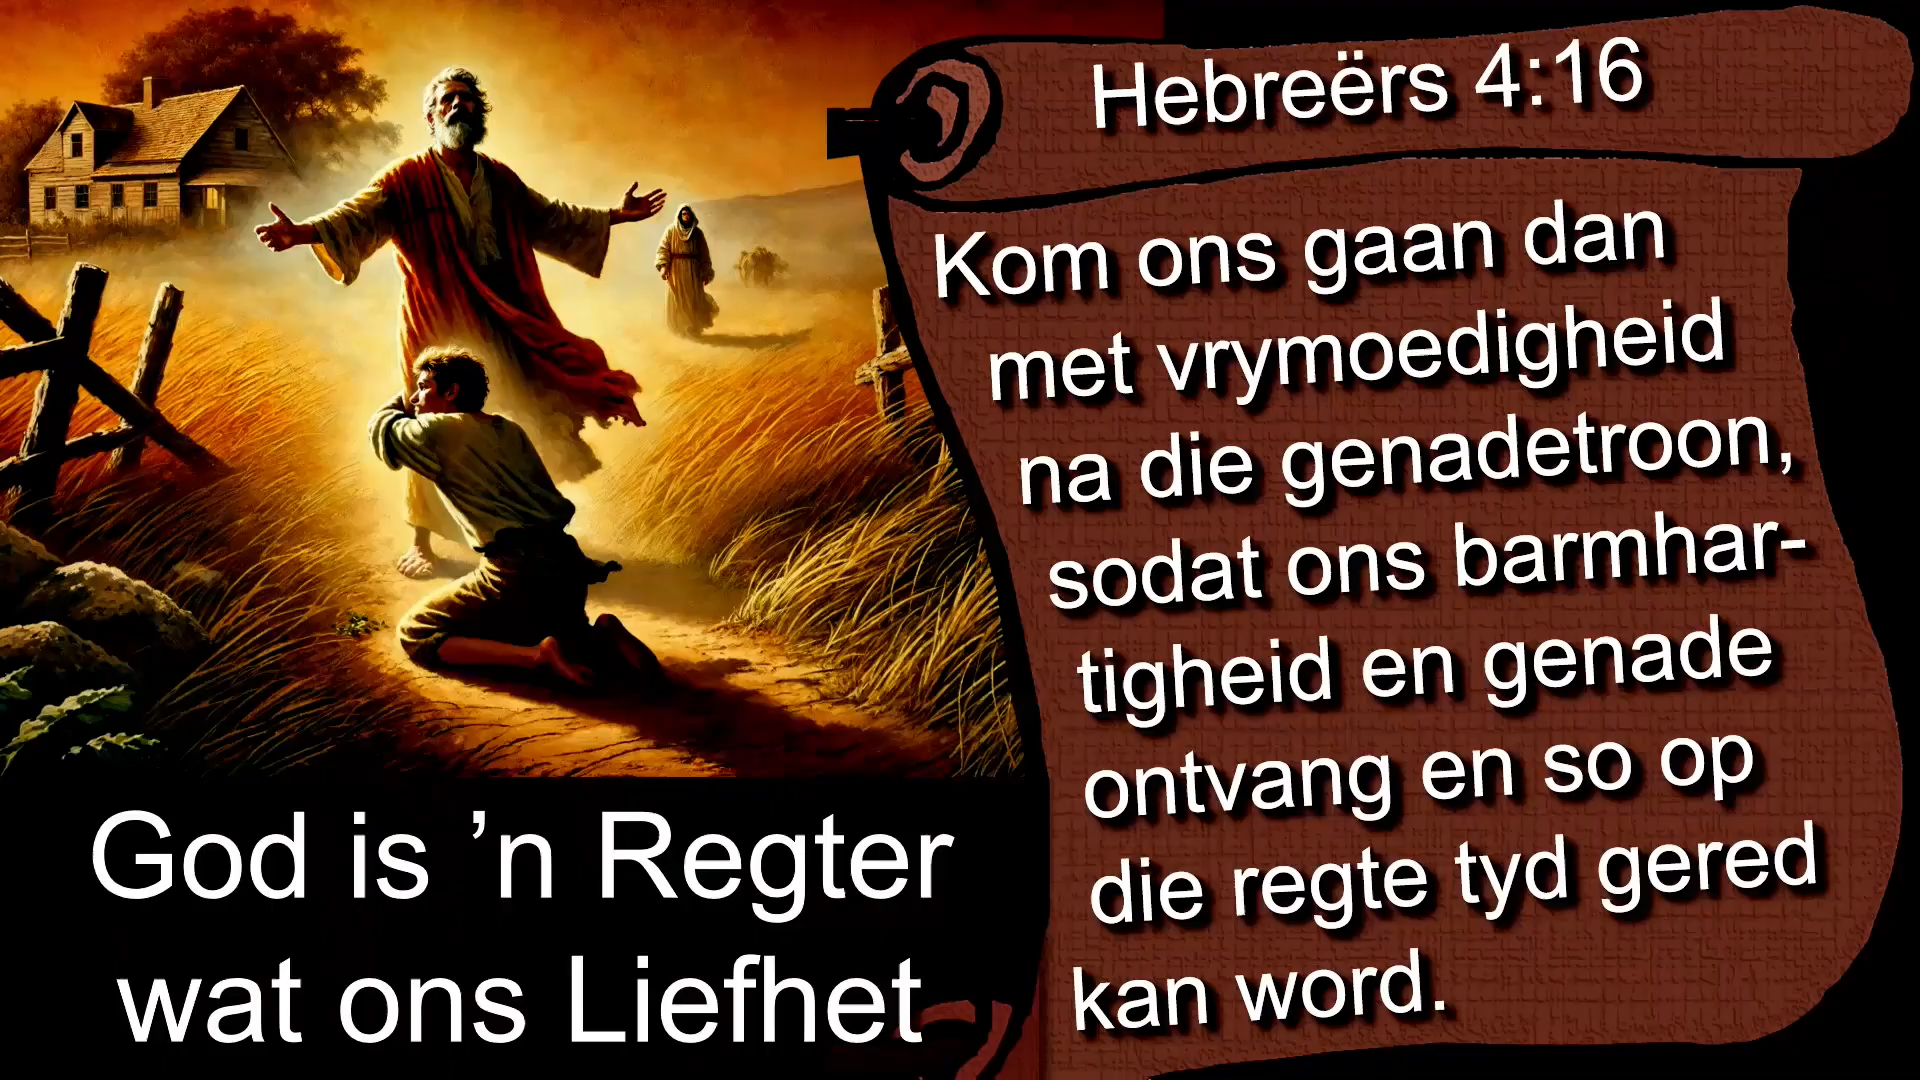 Hebreërs 4:16
Kom ons gaan dan
met vrymoedigheid
na die genadetroon,
sodat ons barmhar-
tigheid en genade
ontvang en so op
die regte tyd gered
kan word.
God is ’n Regter
wat ons Liefhet